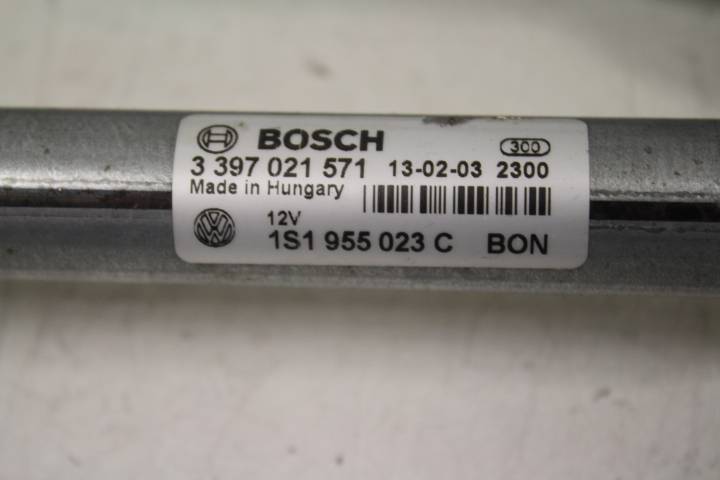 BOSCH 300
3 397 021 571 13-02-03 2300
Made in Hungary
12V
1S1 955 023 C BON